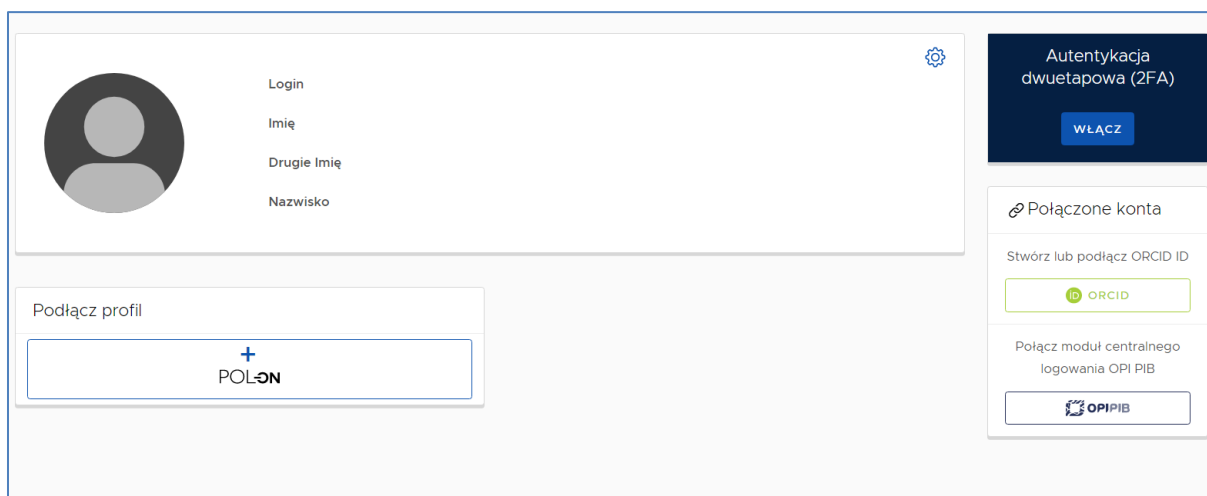 Login
Imię
Drugie Imię
Nazwisko
Podłącz profil
+
POL-ON
Autentykacja
dwuetapowa (2FA)
WŁĄCZ
Połączone konta
Stwórz lub podłącz ORCID ID
iD ORCID
Połącz moduł centralnego
logowania OPI PIB
OPIPIB